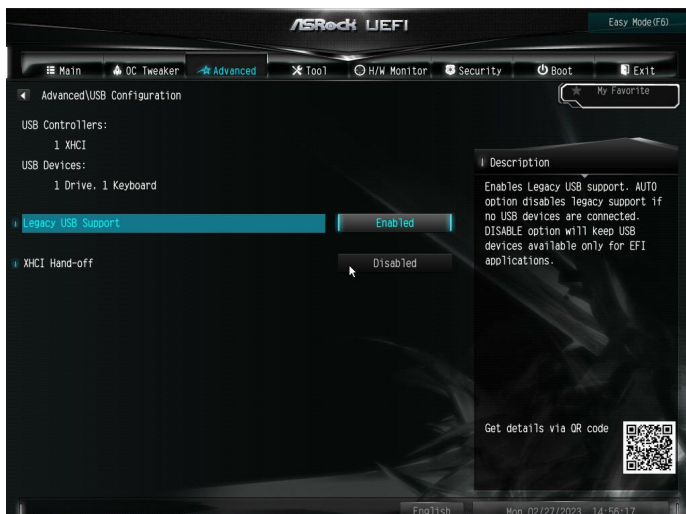 ASRock UEFI
Easy Mode(F6)
Main
OC Tweaker
Advanced
Tool
H/W Monitor
Security
Boot
Exit
Advanced\USB Configuration
My Favorite
USB Controllers:
1 XHCI
USB Devices:
1 Drive, 1 Keyboard
Legacy USB Support
Enabled
XHCI Hand-off
Disabled
Description
Enables Legacy USB support. AUTO
option disables legacy support if
no USB devices are connected.
DISABLE option will keep USB
devices available only for EFI
applications.
Get details via QR code
English
Mon 02/27/2023  14:56:17